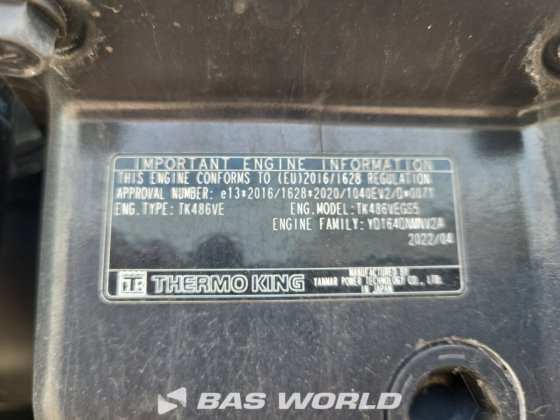 IMPORTANT ENGINE INFORMATION
THIS ENGINE CONFORMS TO (EU)2016/1628 REGULATION
APPROVAL NUMBER: e13*2016/1628*2020/1040EV2/D*0071
ENG.TYPE: TK486VE ENG.MODEL:TK486VEGS5
ENGINE FAMILY: YDT64DNMNV2A
2022/04
THERMO KING
MANUFACTURED BY
YANMAR POWER TECHNOLOGY CO., LTD.
IN JAPAN
BAS WORLD